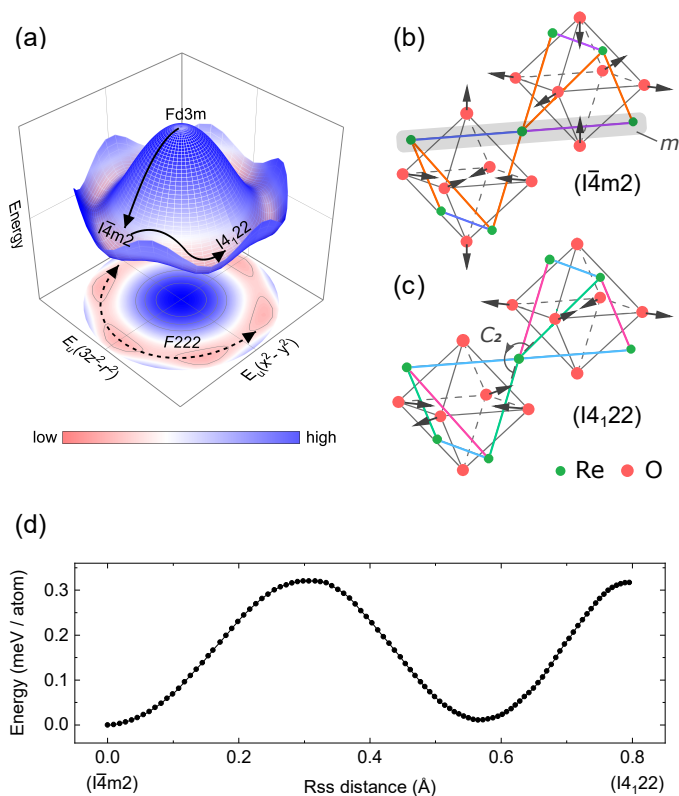 (a)
Fd3m
Energy
I4̅m2
I4₁22
F222
Eᵤ(3z²-r²)
Eᵤ(x² - y²)
low
high
(b)
m
(I4̅m2)
(c)
C₂
(I4₁22)
Re
O
(d)
Energy (meV / atom)
0.3
0.2
0.1
0.0
0.0
0.2
0.4
0.6
0.8
(I4̅m2)
Rss distance (Å)
(I4₁22)